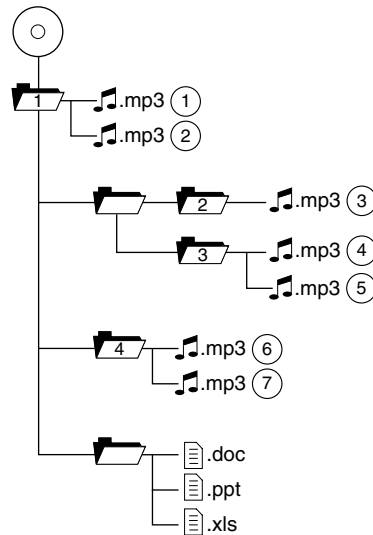 1 .mp3 1
.mp3 2
2 .mp3 3
3 .mp3 4
.mp3 5
4 .mp3 6
.mp3 7
.doc
.ppt
.xls